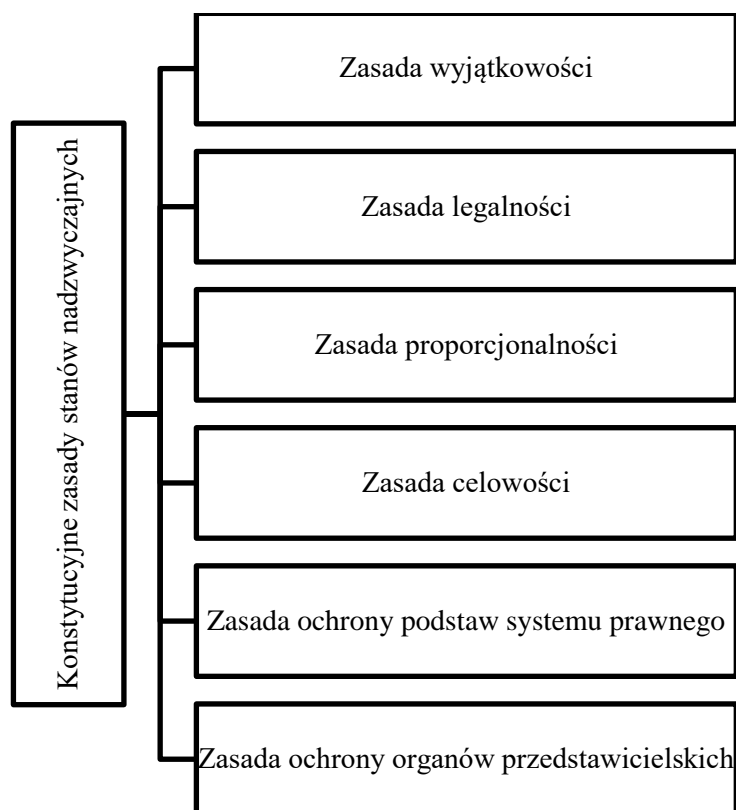 Konstytucyjne zasady stanów nadzwyczajnych
Zasada wyjątkowości
Zasada legalności
Zasada proporcjonalności
Zasada celowości
Zasada ochrony podstaw systemu prawnego
Zasada ochrony organów przedstawicielskich